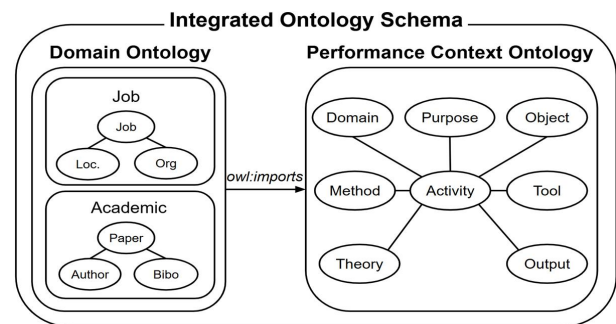 Integrated Ontology Schema
Domain Ontology
Performance Context Ontology
Job
Job
Loc.
Org
Academic
Paper
Author
Bibo
owl:imports
Domain
Purpose
Object
Method
Activity
Tool
Theory
Output